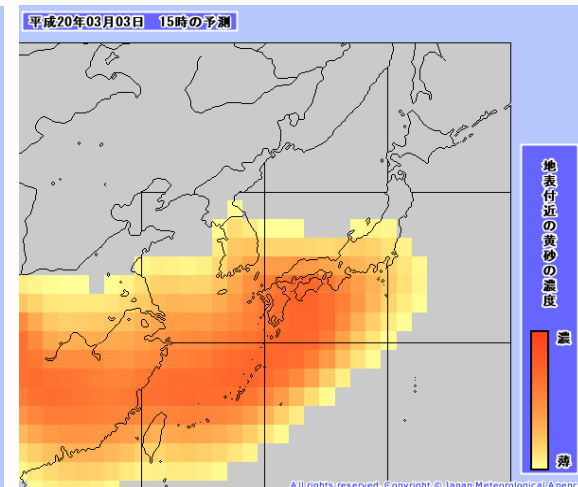 平成20年03月03日 15時の予測
地表付近の黄砂の濃度
濃
薄
All rights reserved. Copyright © Japan Meteorological Agency